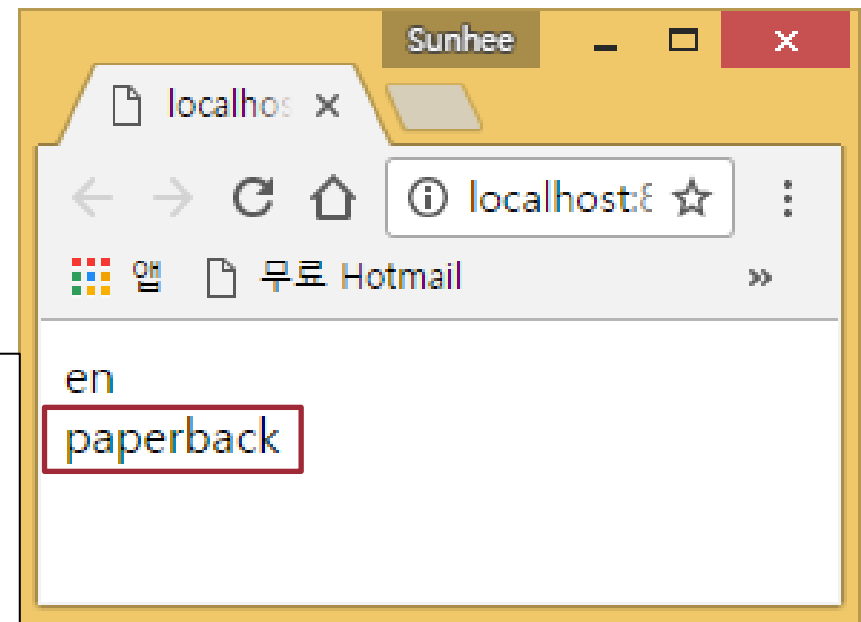 Sunhee
localhos
localhost:8
앱 무료 Hotmail »
en
paperback